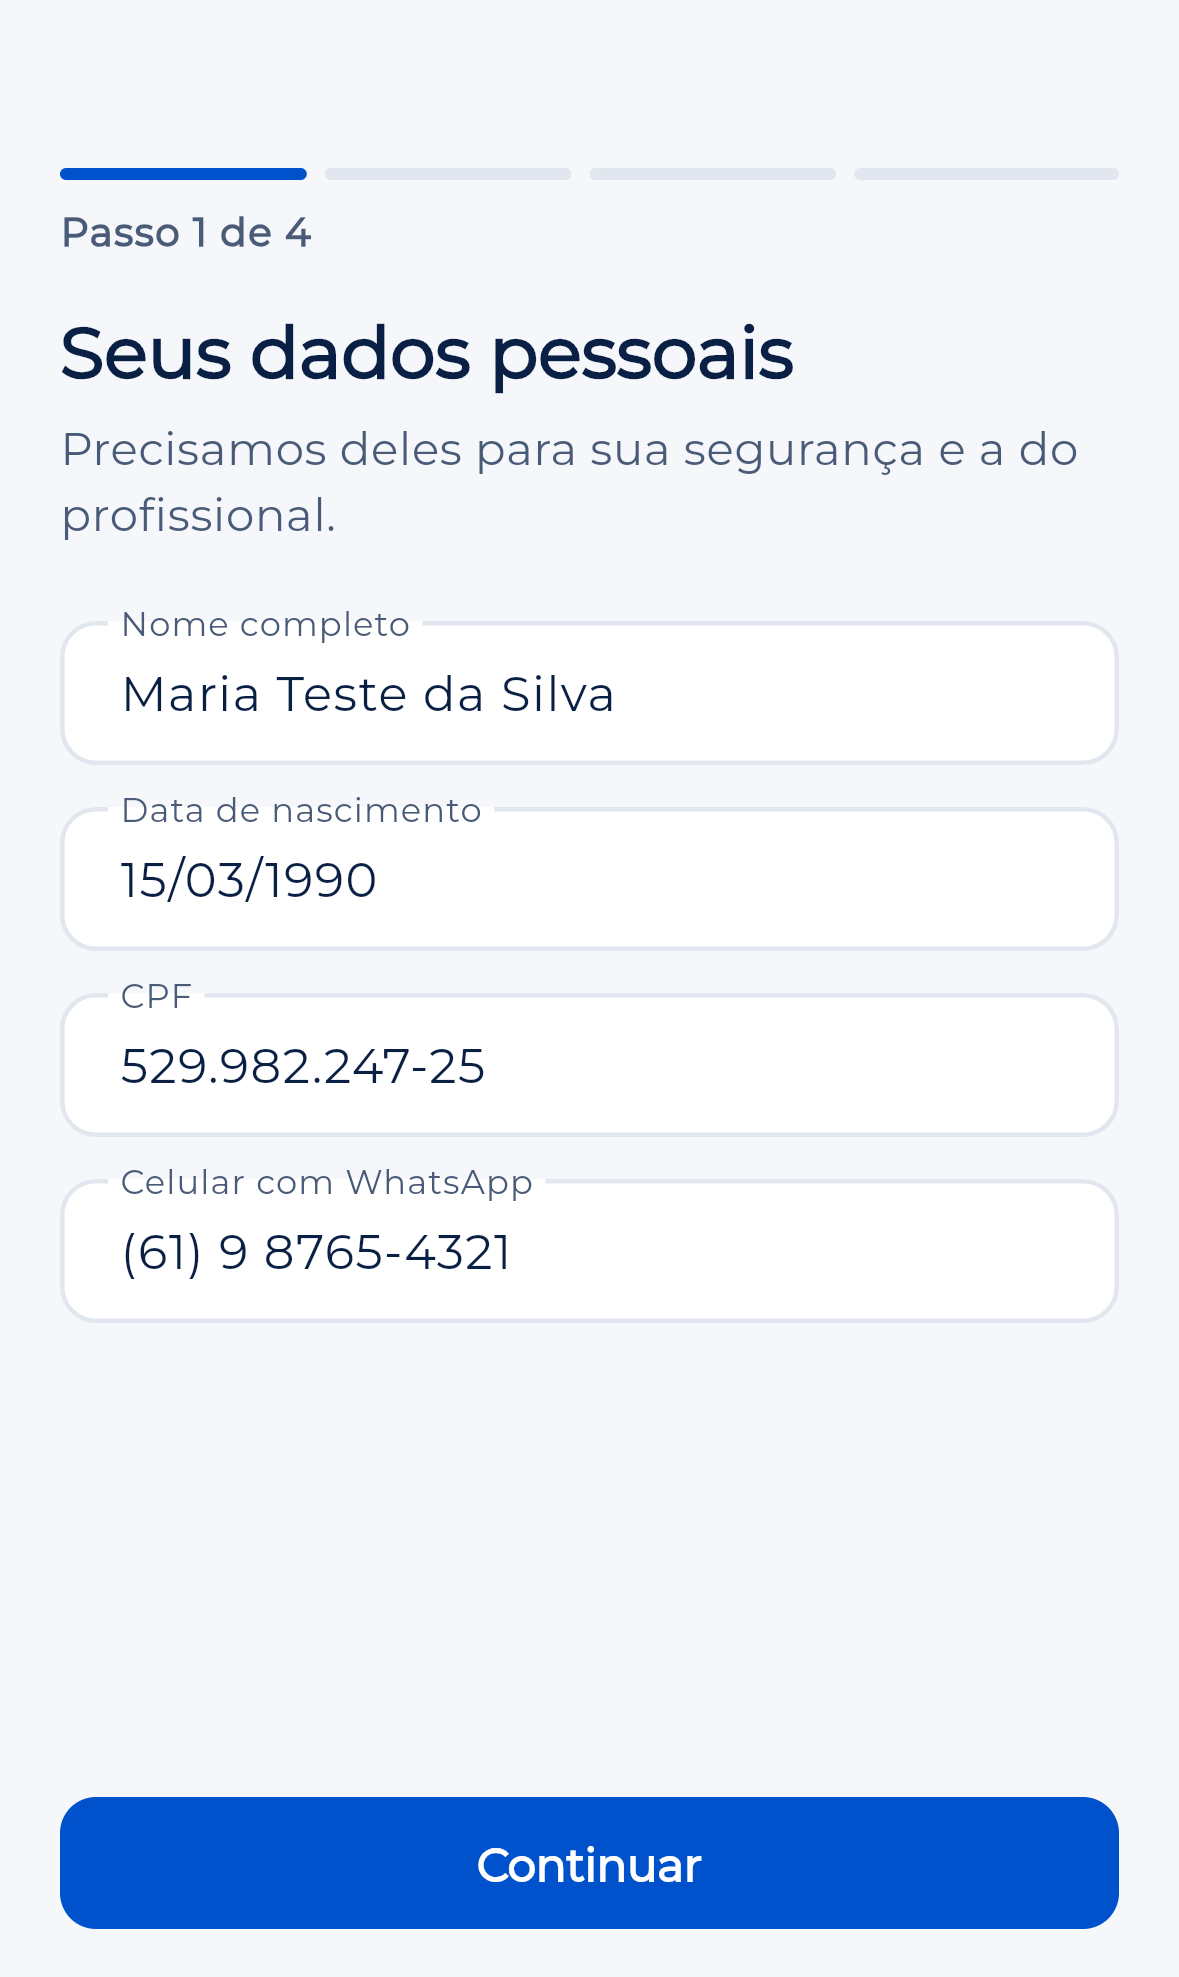 Passo 1 de 4
Seus dados pessoais
Precisamos deles para sua segurança e a do
profissional.
Nome completo
Maria Teste da Silva
Data de nascimento
15/03/1990
CPF
529.982.247-25
Celular com WhatsApp
(61) 9 8765-4321
Continuar